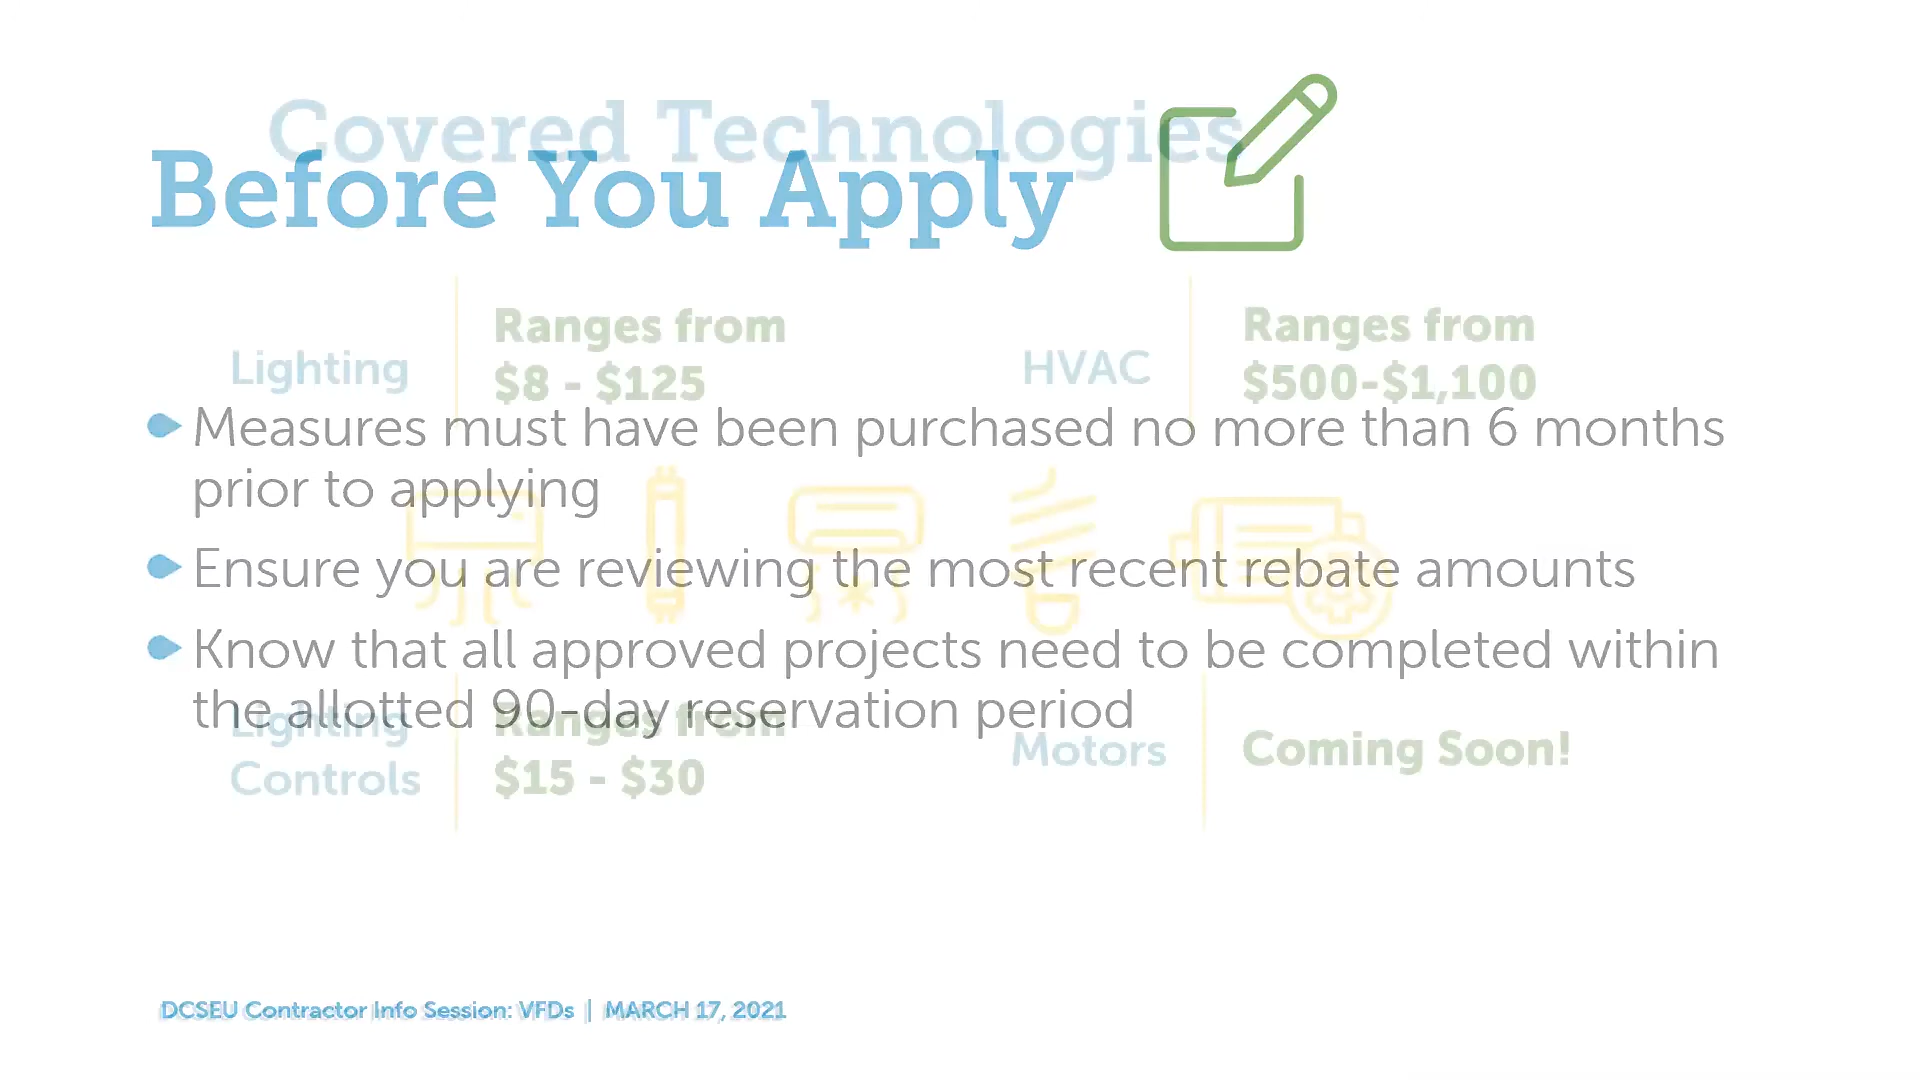 Covered Technologies
Before You Apply
Ranges from
$8 - $125
Lighting
Ranges from
$500-$1,100
HVAC
Measures must have been purchased no more than 6 months
prior to applying
Ensure you are reviewing the most recent rebate amounts
Know that all approved projects need to be completed within
the allotted 90-day reservation period
Lighting
Controls
Ranges from
$15 - $30
Motors
Coming Soon!
DCSEU Contractor Info Session: VFDs | MARCH 17, 2021